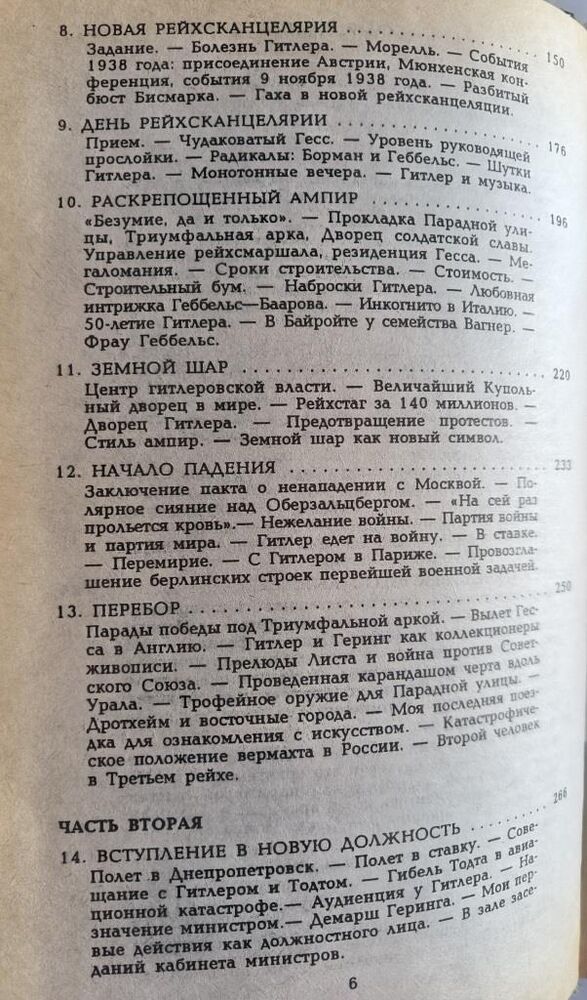 8. НОВАЯ РЕЙХСКАНЦЕЛЯРИЯ . . . . . . . . . . . . . . 150
Задание. — Болезнь Гитлера. — Морелль. — События
1938 года: присоединение Австрии, Мюнхенская кон-
ференция, события 9 ноября 1938 года. — Разбитый
бюст Бисмарка. — Гаха в новой рейхсканцеляции.
9. ДЕНЬ РЕЙХСКАНЦЕЛЯРИИ . . . . . . . . . . . . . . 176
Прием. — Чудаковатый Гесс. — Уровень руководящей
прослойки. — Радикалы: Борман и Геббельс. — Шутки
Гитлера. — Монотонные вечера. — Гитлер и музыка.
10. РАСКРЕПОЩЕННЫЙ АМПИР . . . . . . . . . . . . 196
«Безумие, да и только». — Прокладка Парадной ули-
цы, Триумфальная арка, Дворец солдатской славы.
Управление рейхсмаршала, резиденция Гесса. — Ме-
галомания. — Сроки строительства. — Стоимость. —
Строительный бум. — Наброски Гитлера. — Любовная
интрижка Геббельс—Баарова. — Инкогнито в Италию. —
50-летие Гитлера. — В Байройте у семейства Вагнер. —
Фрау Геббельс.
11. ЗЕМНОЙ ШАР . . . . . . . . . . . . . . . . . . . . 220
Центр гитлеровской власти. — Величайший Куполь-
ный дворец в мире. — Рейхстаг за 140 миллионов. —
Дворец Гитлера. — Предотвращение протестов. —
Стиль ампир. — Земной шар как новый символ.
12. НАЧАЛО ПАДЕНИЯ . . . . . . . . . . . . . . . . . 233
Заключение пакта о ненападении с Москвой. — По-
лярное сияние над Оберзальцбергом. — «На сей раз
прольется кровь».— Нежелание войны. — Партия войны
и партия мира. — Гитлер едет на войну. — В ставке.
— Перемирие. — С Гитлером в Париже. — Провозгла-
шение берлинских строек первейшей военной задачей.
13. ПЕРЕБОР . . . . . . . . . . . . . . . . . . . . . . . 250
Парады победы под Триумфальной аркой. — Вылет Гес-
са в Англию. — Гитлер и Геринг как коллекционеры
живописи. — Прелюды Листа и война против Совет-
ского Союза. — Проведенная карандашом черта вдоль
Урала. — Трофейное оружие для Парадной улицы. —
Дротхейм и восточные города. — Моя последняя поез-
дка для ознакомления с искусством. — Катастрофиче-
ское положение вермахта в России. — Второй человек
в Третьем рейхе.
ЧАСТЬ ВТОРАЯ
14. ВСТУПЛЕНИЕ В НОВУЮ ДОЛЖНОСТЬ . . . . . . . . 266
Полет в Днепропетровск. — Полет в ставку. — Сове-
щание с Гитлером и Тодтом. — Гибель Тодта в авиа-
ционной катастрофе.— Аудиенция у Гитлера. — На-
значение министром.— Демарш Геринга. — Мои пер-
вые действия как должностного лица. — В зале засе-
даний кабинета министров.
6